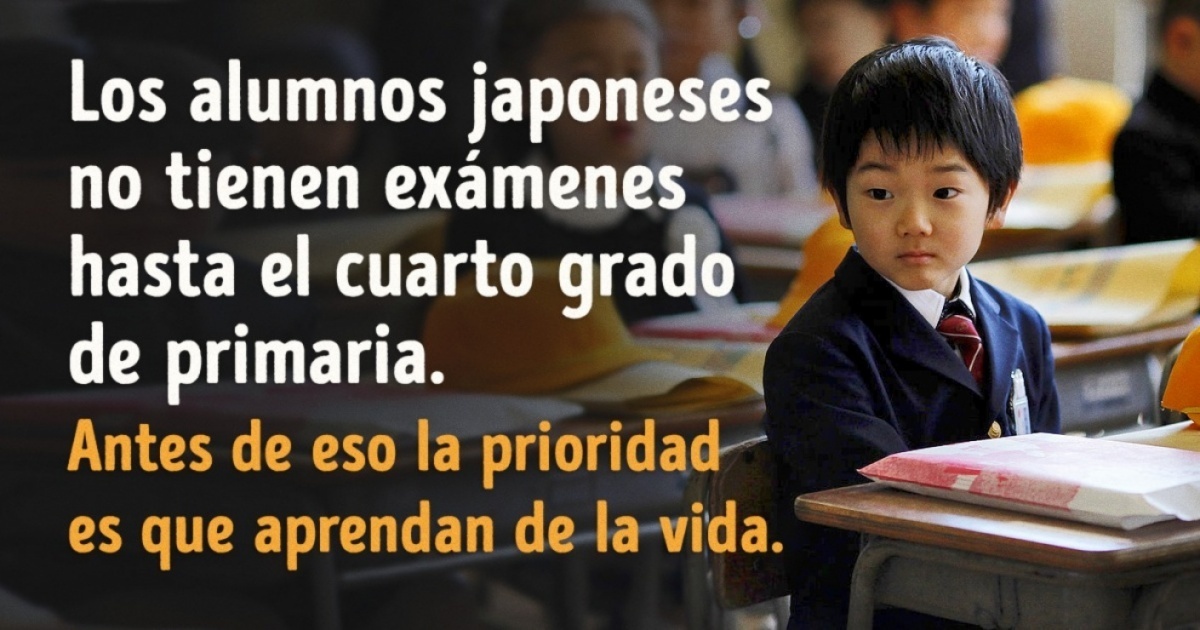 Los alumnos japoneses
no tienen exámenes
hasta el cuarto grado
de primaria.
Antes de eso la prioridad
es que aprendan de la vida.